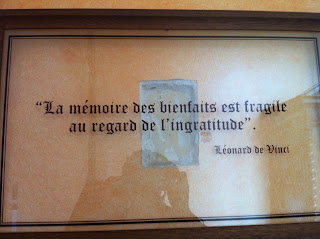 “La mémoire des bienfaits est fragile
au regard de l'ingratitude”.
Léonard de Vinci